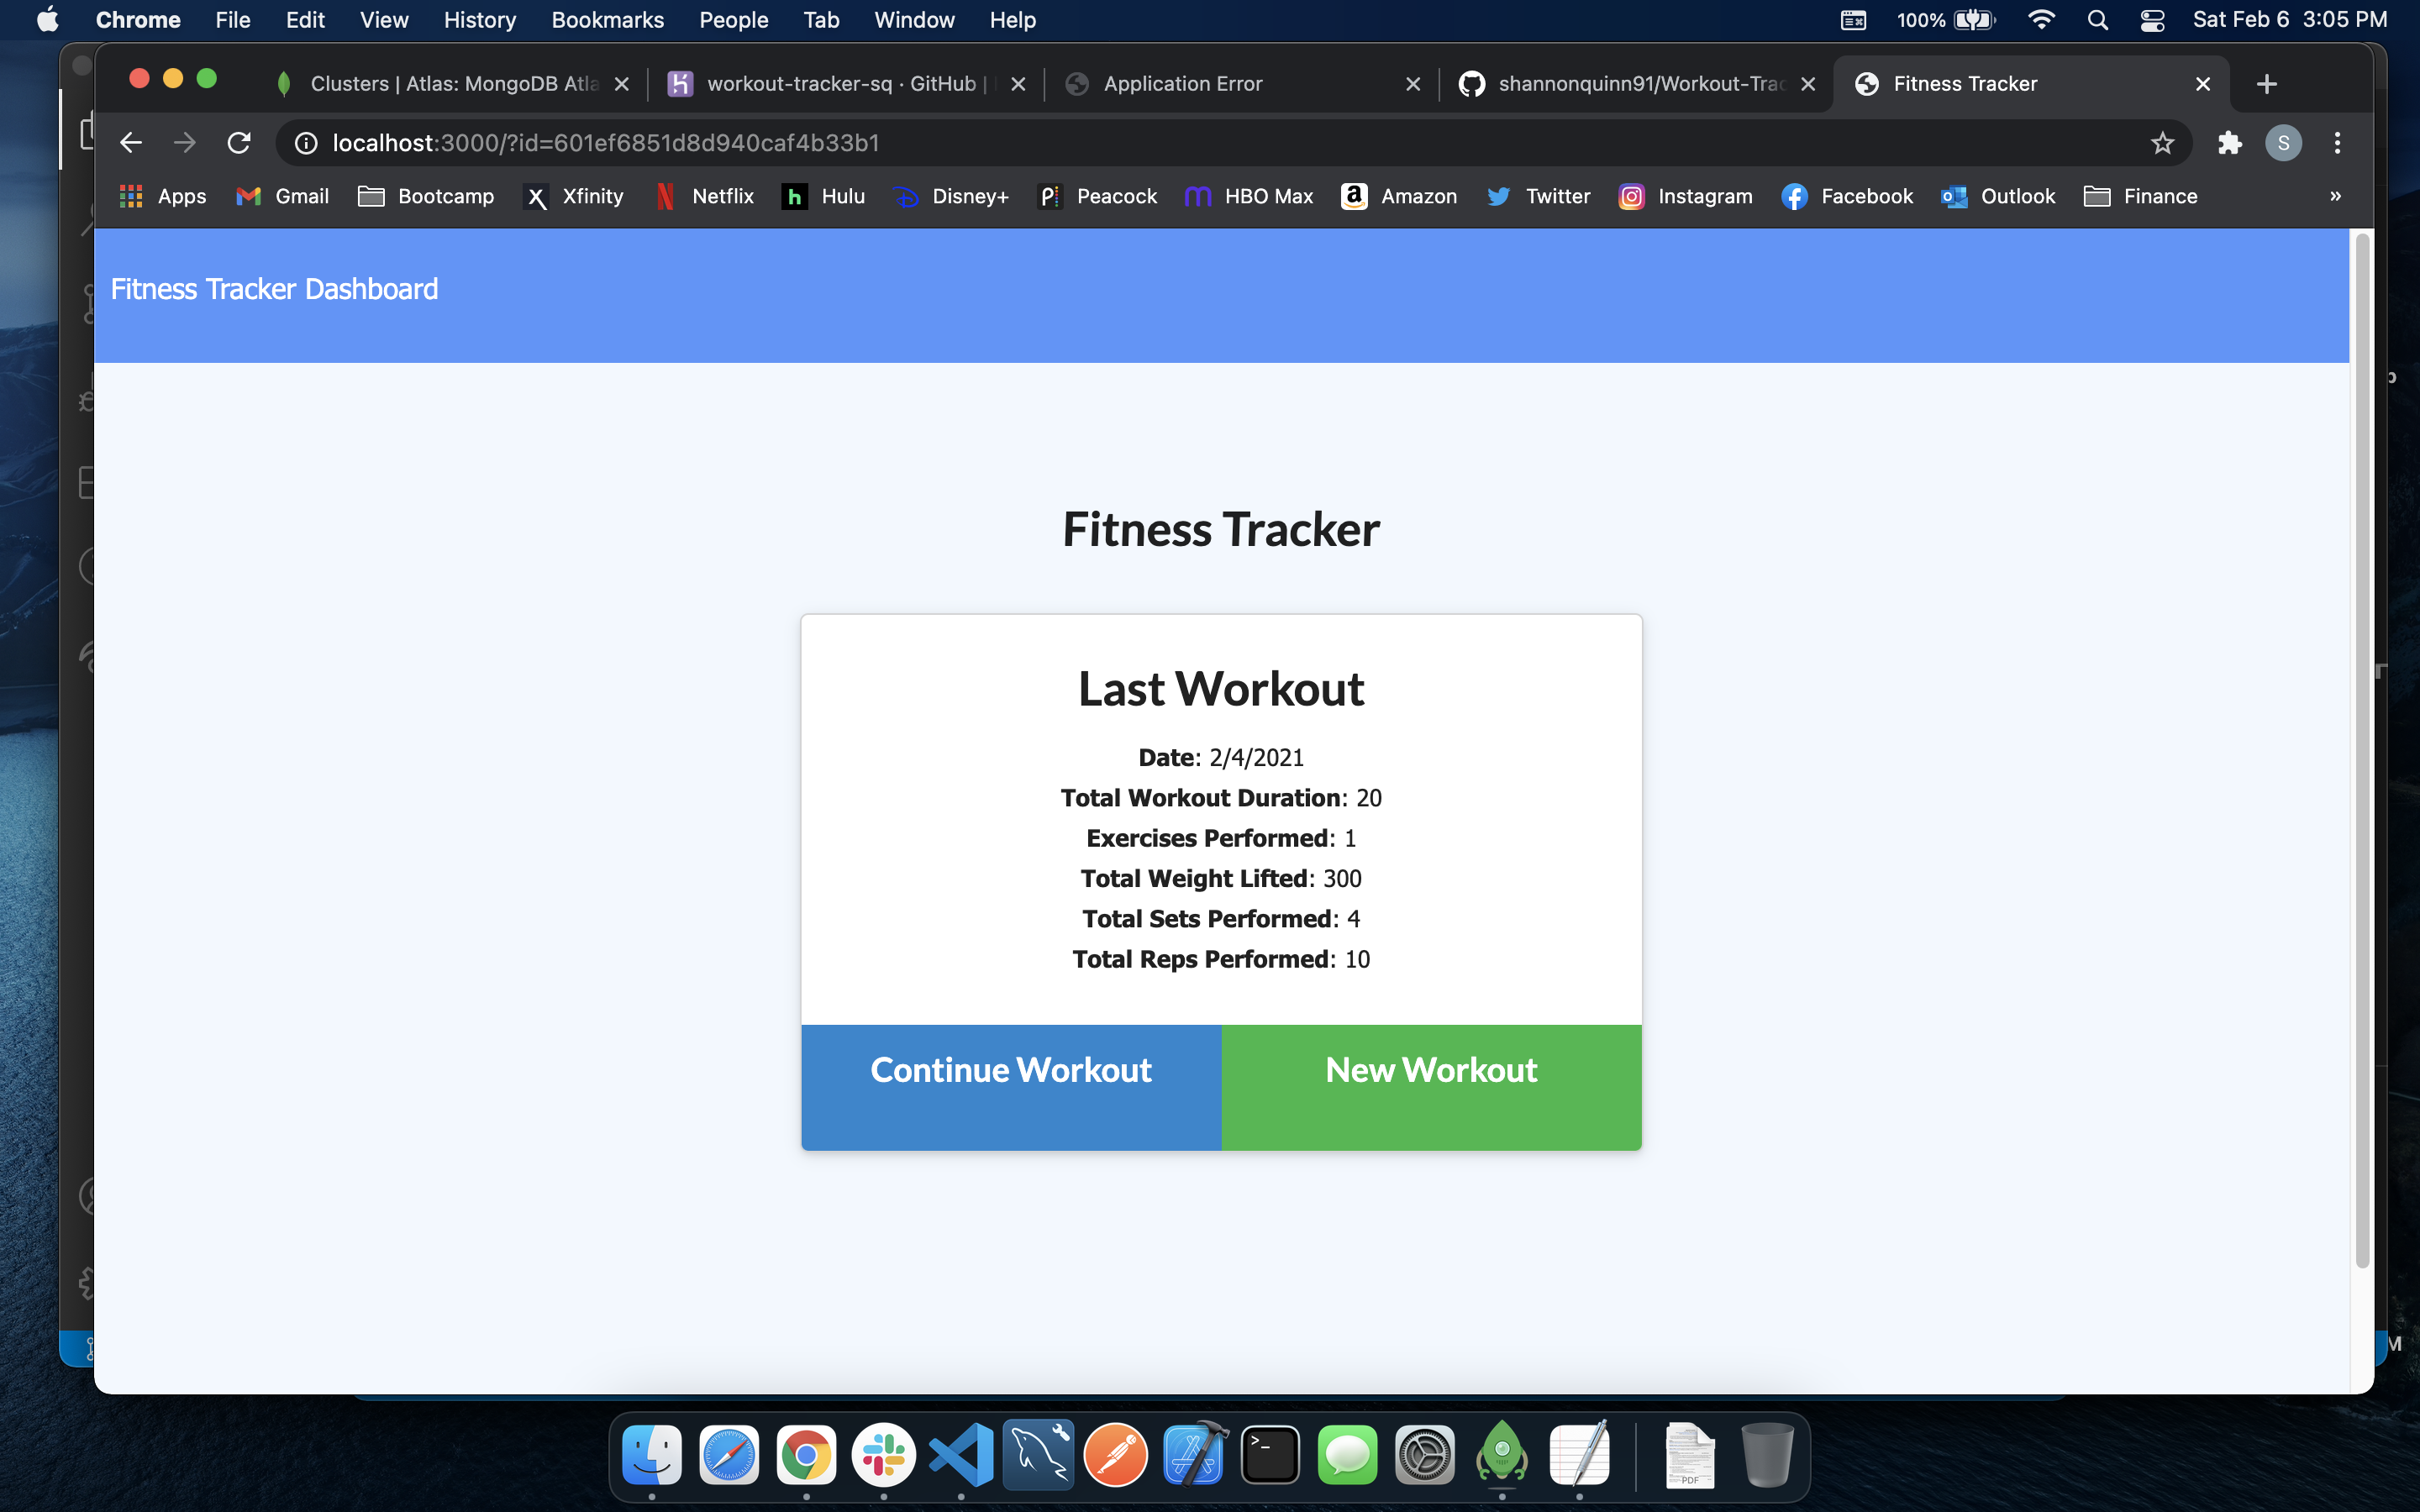 Chrome File Edit View History Bookmarks People Tab Window Help 100% Sat Feb 6 3:05 PM
Clusters | Atlas: MongoDB Atla workout-tracker-sq · GitHub | Application Error shannonquinn91/Workout-Trac Fitness Tracker
localhost:3000/?id=601ef6851d8d940caf4b33b1 S
Apps Gmail Bootcamp Xfinity Netflix Hulu Disney+ Peacock HBO Max Amazon Twitter Instagram Facebook Outlook Finance »
Fitness Tracker Dashboard
Fitness Tracker
Last Workout
Date: 2/4/2021
Total Workout Duration: 20
Exercises Performed: 1
Total Weight Lifted: 300
Total Sets Performed: 4
Total Reps Performed: 10
Continue Workout New Workout
PDF